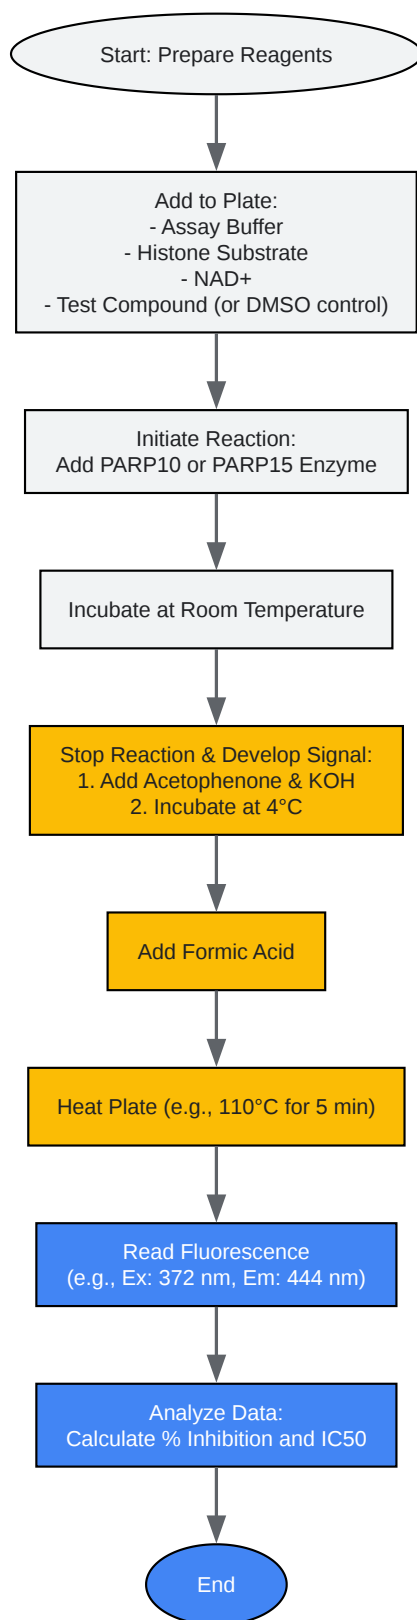 Start: Prepare Reagents
Add to Plate:
- Assay Buffer
- Histone Substrate
- NAD+
- Test Compound (or DMSO control)
Initiate Reaction:
Add PARP10 or PARP15 Enzyme
Incubate at Room Temperature
Stop Reaction & Develop Signal:
1. Add Acetophenone & KOH
2. Incubate at 4°C
Add Formic Acid
Heat Plate (e.g., 110°C for 5 min)
Read Fluorescence
(e.g., Ex: 372 nm, Em: 444 nm)
Analyze Data:
Calculate % Inhibition and IC50
End